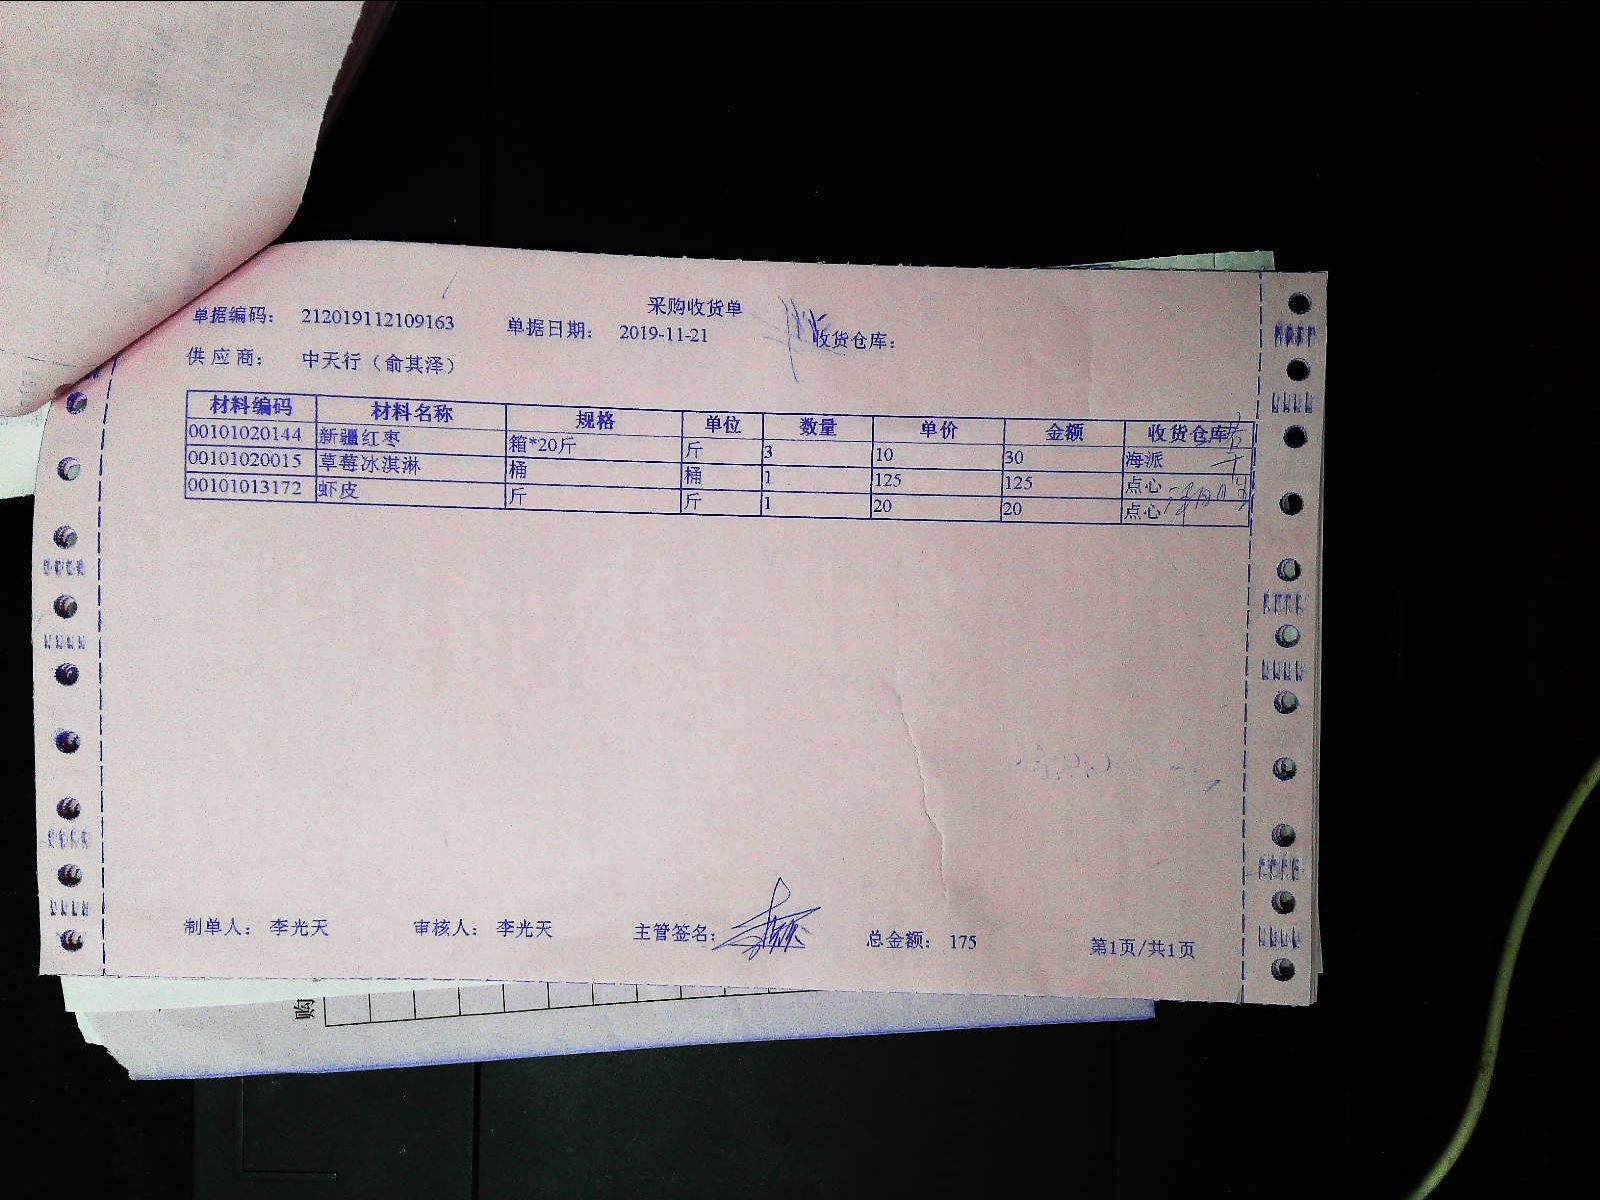 采购收货单
单据编码： 212019112109163 单据日期： 2019-11-21 收货仓库：
供应商： 中天行（俞其泽）
材料编码 材料名称 规格 单位 数量 单价 金额 收货仓库
00101020144 新疆红枣 箱*20斤 斤 3 10 30 海派
00101020015 草莓冰淇淋 桶 桶 1 125 125 点心
00101013172 虾皮 斤 斤 1 20 20 点心
制单人： 李光天 审核人： 李光天 主管签名： 总金额： 175 第1页/共1页
购